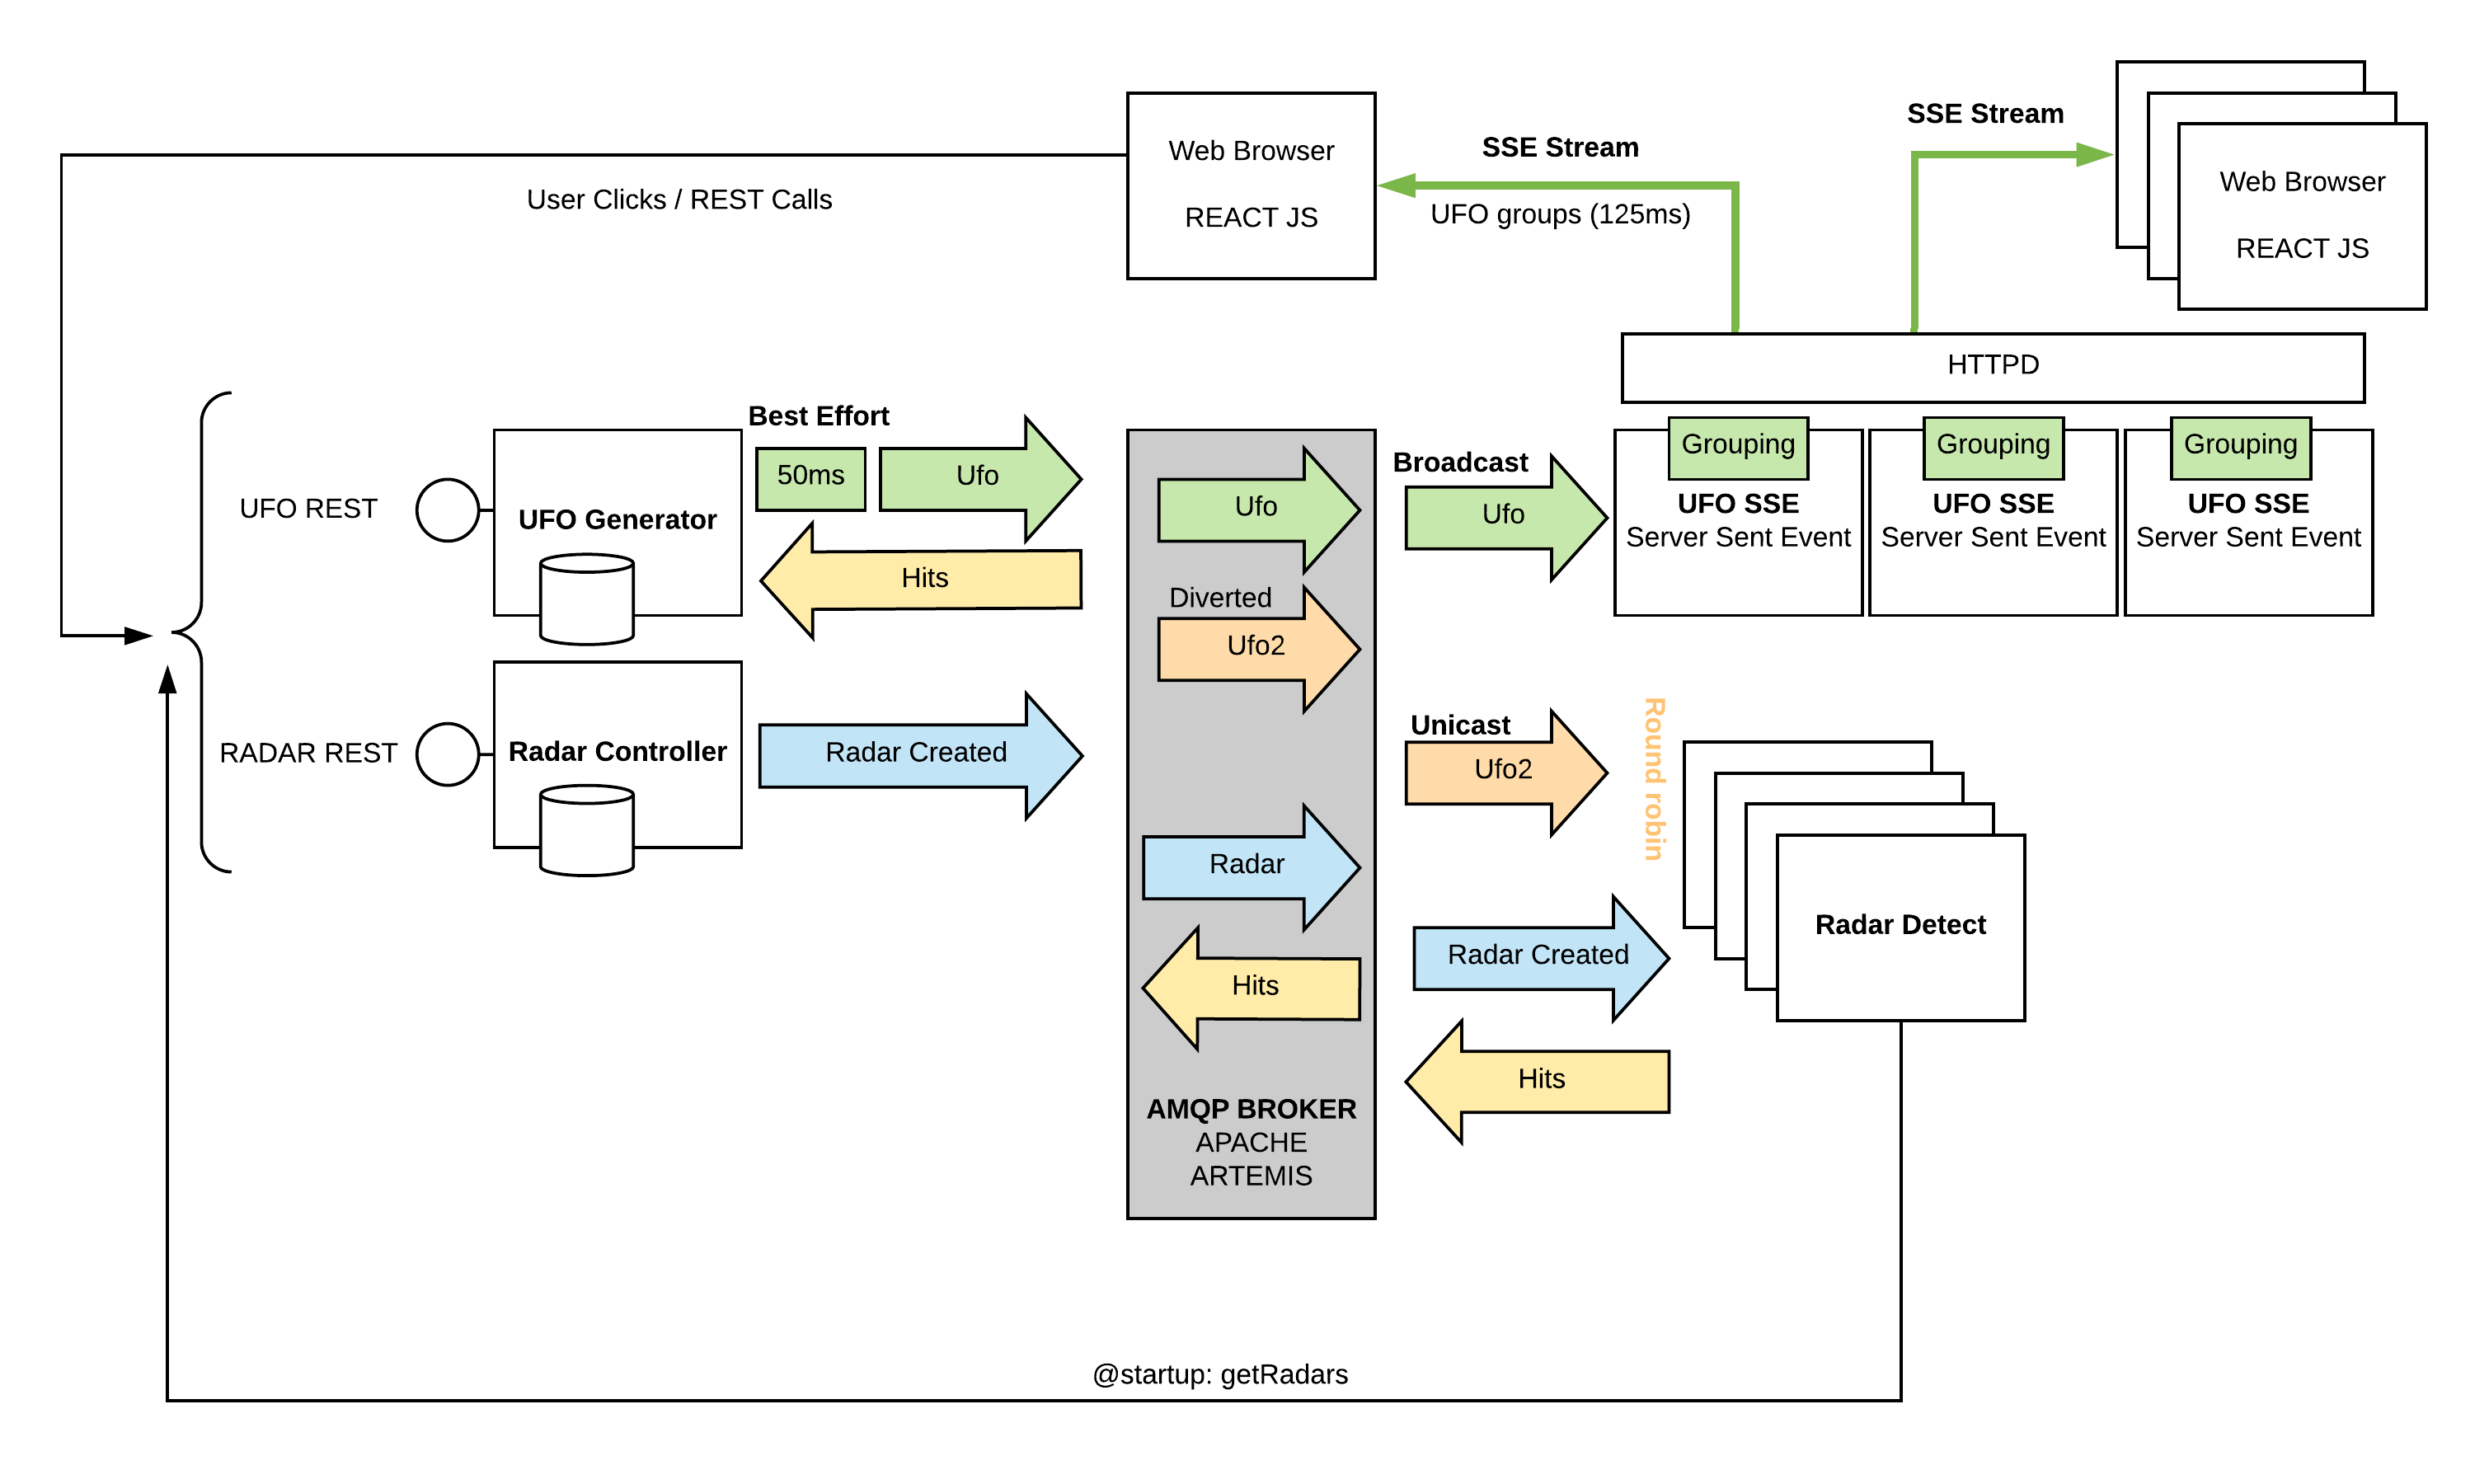 SSE Stream
Web Browser
REACT JS
User Clicks / REST Calls
SSE Stream
UFO groups (125ms)
Web Browser
REACT JS
HTTPD
Best Effort
50ms
Ufo
UFO REST
UFO Generator
Hits
Ufo
Diverted
Ufo2
Broadcast
Ufo
Grouping
UFO SSE
Server Sent Event
Grouping
UFO SSE
Server Sent Event
Grouping
UFO SSE
Server Sent Event
RADAR REST
Radar Controller
Radar Created
Unicast
Ufo2
Round robin
Radar
Hits
Radar Created
Radar Detect
Hits
AMQP BROKER
APACHE
ARTEMIS
@startup: getRadars